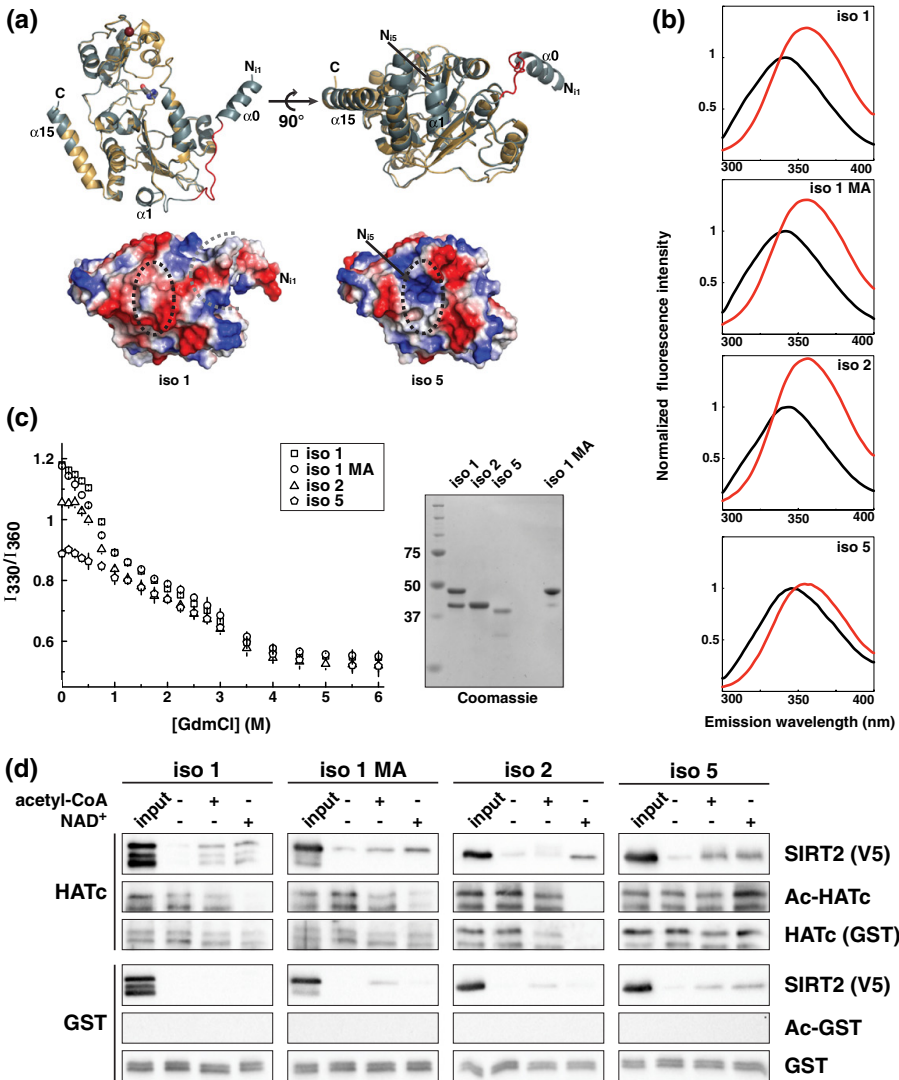 (a)
C
α15
α1
N_i1
α0
90°
C
α15
N_i5
α1
α0
N_i1
N_i1
iso 1
N_i5
iso 5
(b)
Normalized fluorescence intensity
iso 1
1
0.5
300 350 400
iso 1 MA
1
0.5
300 350 400
iso 2
1
0.5
300 350 400
iso 5
1
0.5
300 350 400
Emission wavelength (nm)
(c)
I330/I360
1.2
1
0.8
0.6
0 1 2 3 4 5 6
[GdmCl] (M)
iso 1
iso 1 MA
iso 2
iso 5
iso 1 iso 2 iso 5 iso 1 MA
75
50
37
Coomassie
(d)
iso 1 iso 1 MA iso 2 iso 5
acetyl-CoA input - + - input - + - input - + - input - + -
NAD⁺ - - + - - + - - + - - +
HATc
SIRT2 (V5)
Ac-HATc
HATc (GST)
GST
SIRT2 (V5)
Ac-GST
GST